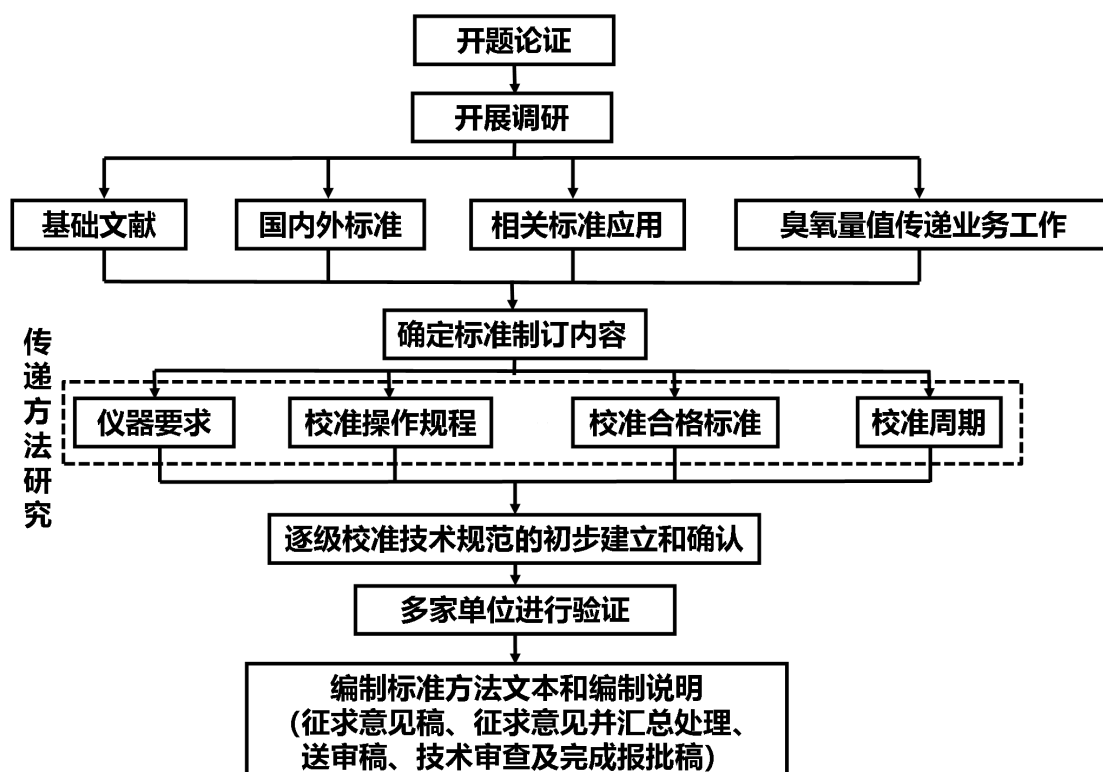 开题论证
开展调研
基础文献
国内外标准
相关标准应用
臭氧量值传递业务工作
确定标准制订内容
传递方法研究
仪器要求
校准操作规程
校准合格标准
校准周期
逐级校准技术规范的初步建立和确认
多家单位进行验证
编制标准方法文本和编制说明
（征求意见稿、征求意见并汇总处理、
送审稿、技术审查及完成报批稿）